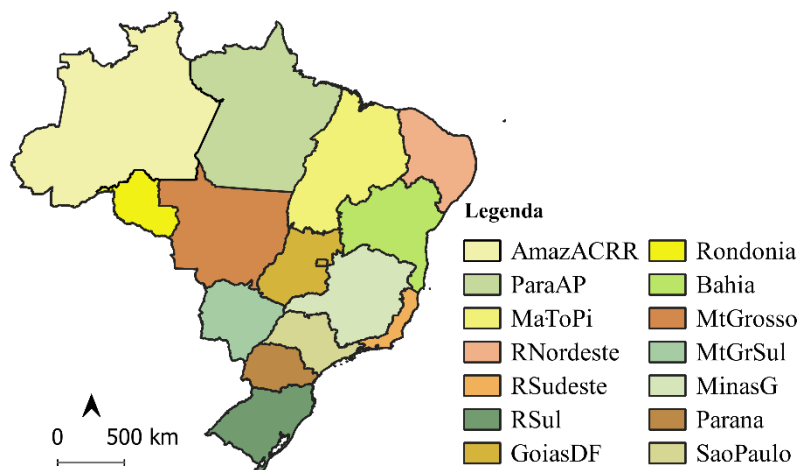 Legenda
AmazACRR Rondonia
ParaAP Bahia
MaToPi MtGrosso
RNordeste MtGrSul
RSudeste MinasG
RSul Parana
GoiasDF SaoPaulo
0 500 km